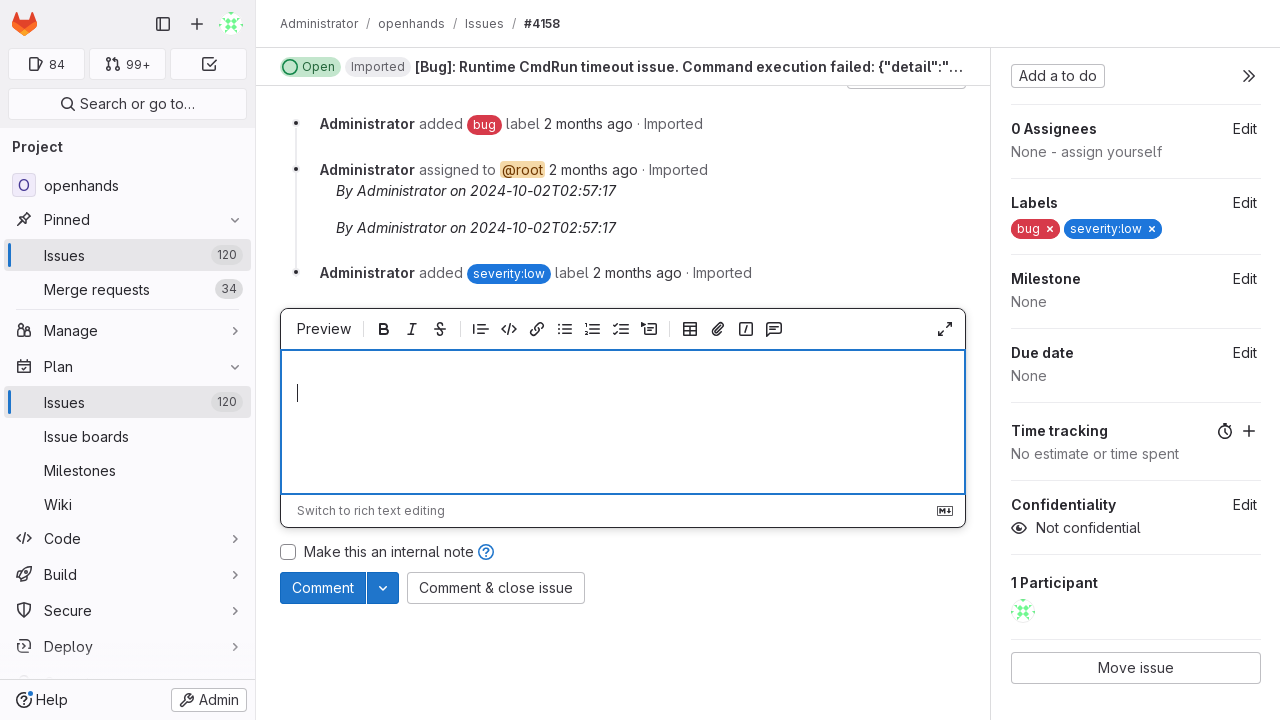 Administrator / openhands / Issues / #4158
84
99+
Search or go to…
Project
O openhands
Pinned
Issues 120
Merge requests 34
Manage
Plan
Issues 120
Issue boards
Milestones
Wiki
Code
Build
Secure
Deploy
Help
Admin
Open Imported [Bug]: Runtime CmdRun timeout issue. Command execution failed: {"detail":"…
Administrator added bug label 2 months ago · Imported
Administrator assigned to @root 2 months ago · Imported
By Administrator on 2024-10-02T02:57:17
By Administrator on 2024-10-02T02:57:17
Administrator added severity:low label 2 months ago · Imported
Preview
Switch to rich text editing
Make this an internal note
Comment
Comment & close issue
Add a to do
0 Assignees Edit
None - assign yourself
Labels Edit
bug × severity:low ×
Milestone Edit
None
Due date Edit
None
Time tracking
No estimate or time spent
Confidentiality Edit
Not confidential
1 Participant
Move issue